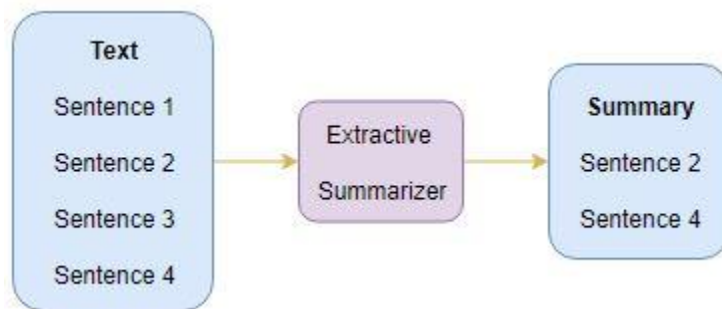 Text
Sentence 1
Sentence 2
Sentence 3
Sentence 4
Extractive
Summarizer
Summary
Sentence 2
Sentence 4